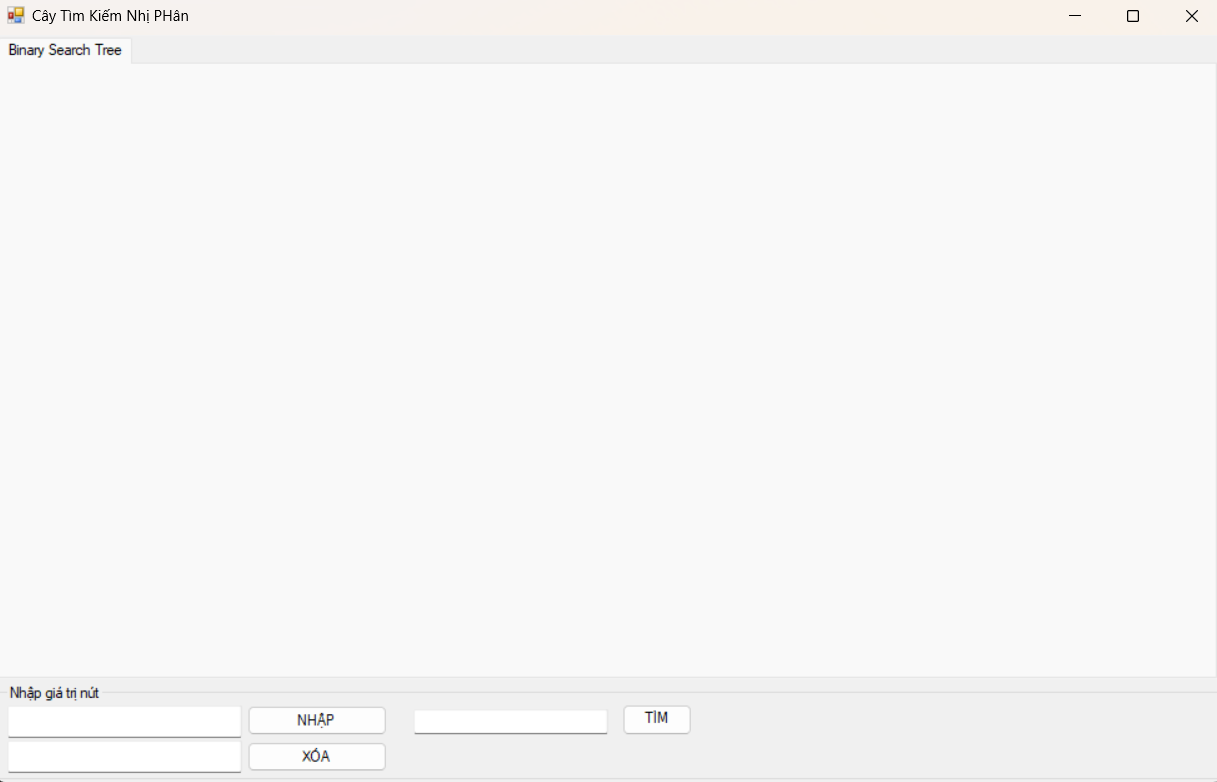 Cây Tìm Kiếm Nhị PHân
Binary Search Tree
Nhập giá trị nút
NHẬP
TÌM
XÓA